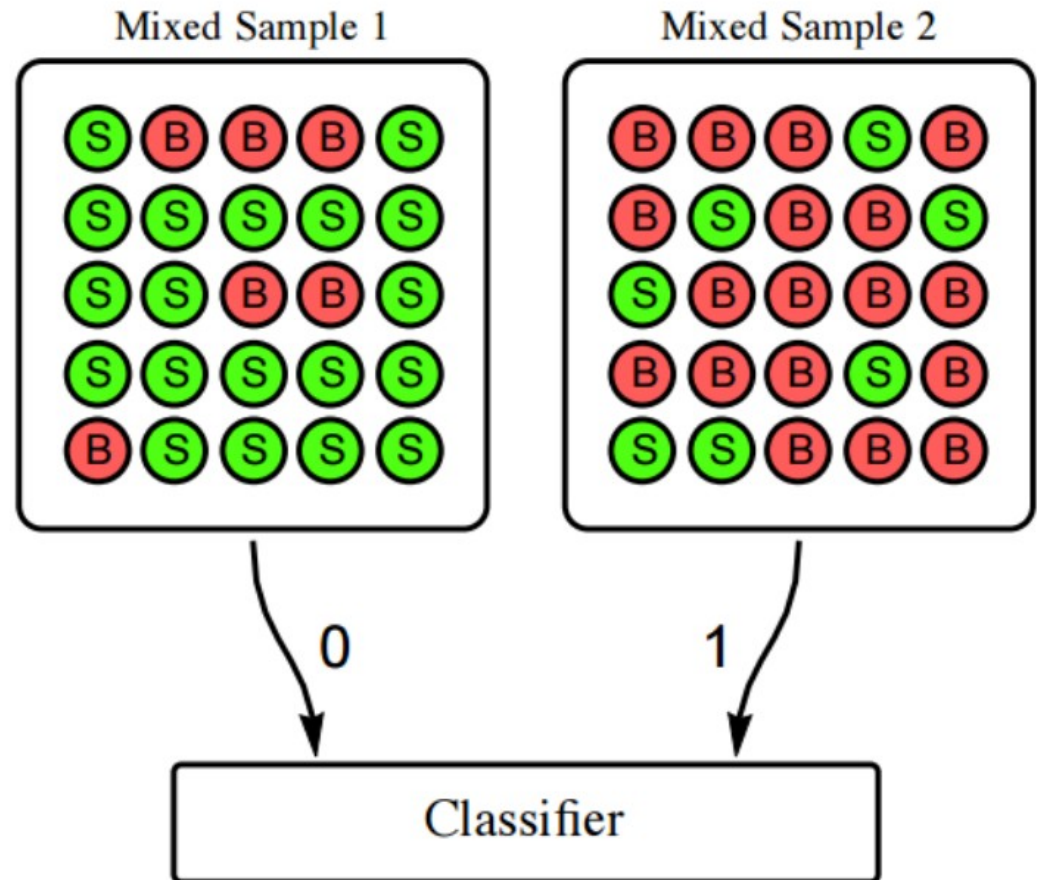 Mixed Sample 1 Mixed Sample 2
S B B B S B B B S B
S S S S S B S B B S
S S B B S S B B B B
S S S S S B B B S B
B S S S S S S B B B
0 1
Classifier